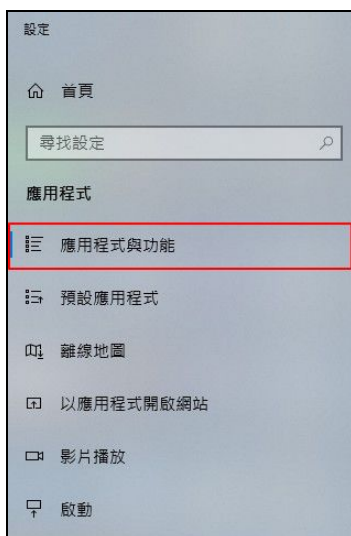 設定
首頁
尋找設定
應用程式
應用程式與功能
預設應用程式
離線地圖
以應用程式開啟網站
影片播放
啟動